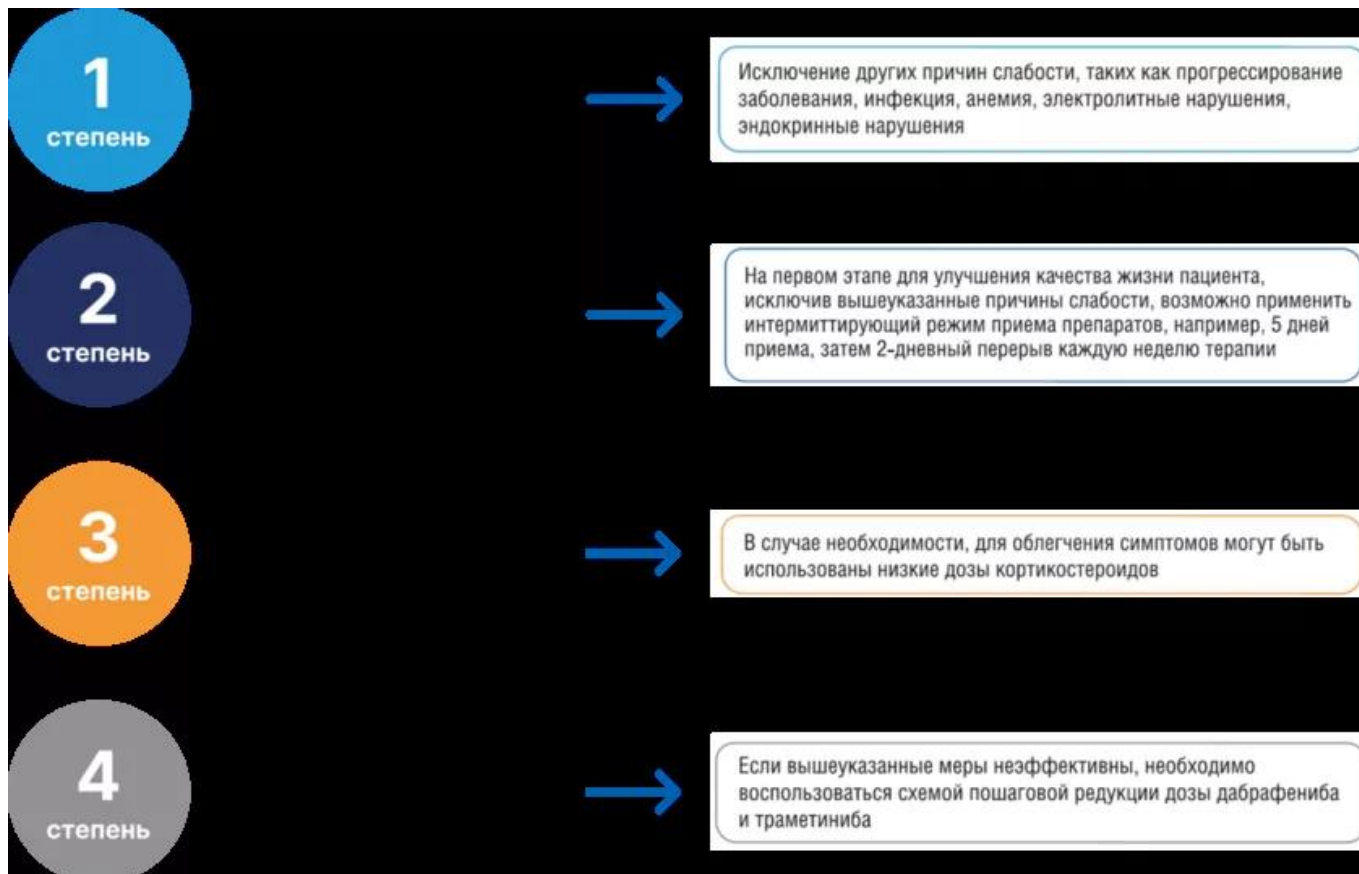 1
степень
Исключение других причин слабости, таких как прогрессирование
заболевания, инфекция, анемия, электролитные нарушения,
эндокринные нарушения
2
степень
На первом этапе для улучшения качества жизни пациента,
исключив вышеуказанные причины слабости, возможно применить
интермиттирующий режим приема препаратов, например, 5 дней
приема, затем 2-дневный перерыв каждую неделю терапии
3
степень
В случае необходимости, для облегчения симптомов могут быть
использованы низкие дозы кортикостероидов
4
степень
Если вышеуказанные меры неэффективны, необходимо
воспользоваться схемой пошаговой редукции дозы дабрафениба
и траметиниба